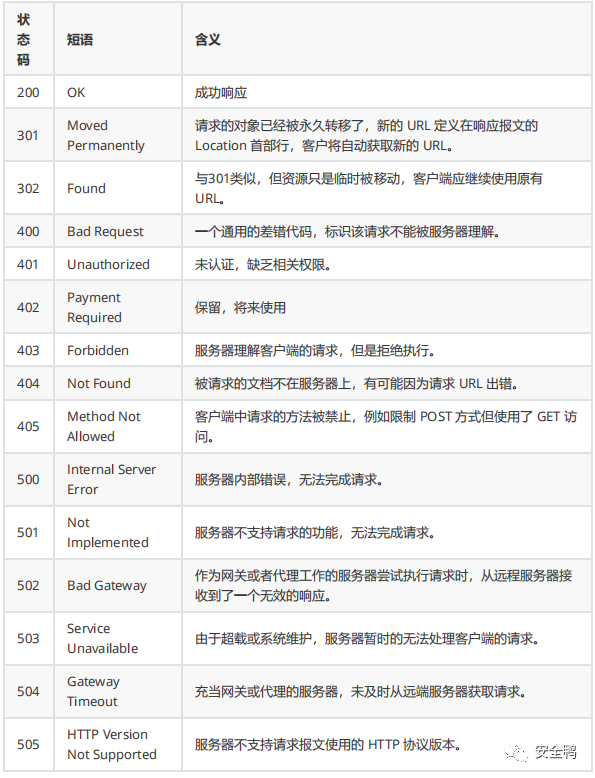 状
态
码
短语
含义
200
OK
成功响应
301
Moved
Permanently
请求的对象已经被永久转移了，新的 URL 定义在响应报文的
Location 首部行，客户将自动获取新的 URL。
302
Found
与301类似，但资源只是临时被移动，客户端应继续使用原有
URL。
400
Bad Request
一个通用的差错代码，标识该请求不能被服务器理解。
401
Unauthorized
未认证，缺乏相关权限。
402
Payment
Required
保留，将来使用
403
Forbidden
服务器理解客户端的请求，但是拒绝执行。
404
Not Found
被请求的文档不在服务器上，有可能因为请求 URL 出错。
405
Method Not
Allowed
客户端中请求的方法被禁止，例如限制 POST 方式但使用了 GET 访
问。
500
Internal Server
Error
服务器内部错误，无法完成请求。
501
Not
Implemented
服务器不支持请求的功能，无法完成请求。
502
Bad Gateway
作为网关或者代理工作的服务器尝试执行请求时，从远程服务器接
收到了一个无效的响应。
503
Service
Unavailable
由于超载或系统维护，服务器暂时的无法处理客户端的请求。
504
Gateway
Timeout
充当网关或代理的服务器，未及时从远端服务器获取请求。
505
HTTP Version
Not Supported
服务器不支持请求报文使用的 HTTP 协议版本。
安全鸭